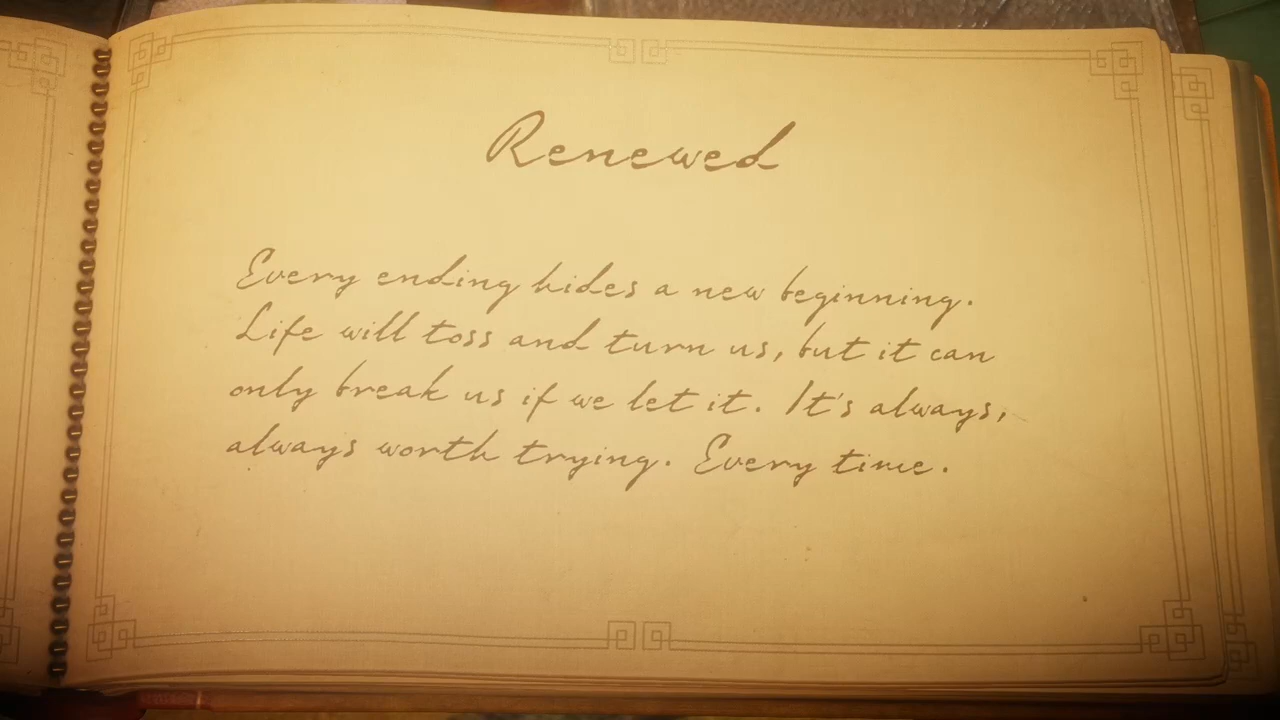 Renewed
Every ending hides a new beginning.
Life will toss and turn us, but it can
only break us if we let it. It's always,
always worth trying. Every time.